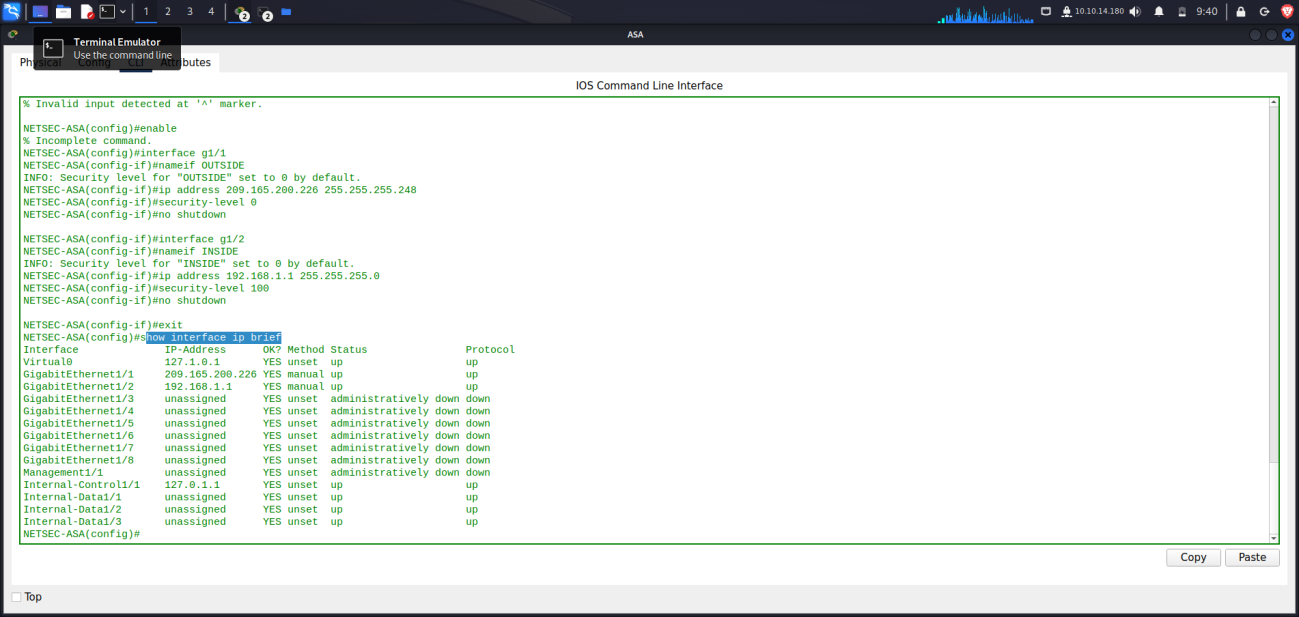 1 2 3 4 2 2 10.10.14.180 9:40
ASA
Terminal Emulator
Use the command line
Physical Config CLI Attributes
IOS Command Line Interface
% Invalid input detected at '^' marker.
NETSEC-ASA(config)#enable
% Incomplete command.
NETSEC-ASA(config)#interface g1/1
NETSEC-ASA(config-if)#nameif OUTSIDE
INFO: Security level for "OUTSIDE" set to 0 by default.
NETSEC-ASA(config-if)#ip address 209.165.200.226 255.255.255.248
NETSEC-ASA(config-if)#security-level 0
NETSEC-ASA(config-if)#no shutdown
NETSEC-ASA(config-if)#interface g1/2
NETSEC-ASA(config-if)#nameif INSIDE
INFO: Security level for "INSIDE" set to 0 by default.
NETSEC-ASA(config-if)#ip address 192.168.1.1 255.255.255.0
NETSEC-ASA(config-if)#security-level 100
NETSEC-ASA(config-if)#no shutdown
NETSEC-ASA(config-if)#exit
NETSEC-ASA(config)#show interface ip brief
Interface IP-Address OK? Method Status Protocol
Virtual0 127.1.0.1 YES unset up up
GigabitEthernet1/1 209.165.200.226 YES manual up up
GigabitEthernet1/2 192.168.1.1 YES manual up up
GigabitEthernet1/3 unassigned YES unset administratively down down
GigabitEthernet1/4 unassigned YES unset administratively down down
GigabitEthernet1/5 unassigned YES unset administratively down down
GigabitEthernet1/6 unassigned YES unset administratively down down
GigabitEthernet1/7 unassigned YES unset administratively down down
GigabitEthernet1/8 unassigned YES unset administratively down down
Management1/1 unassigned YES unset administratively down down
Internal-Control1/1 127.0.1.1 YES unset up up
Internal-Data1/1 unassigned YES unset up up
Internal-Data1/2 unassigned YES unset up up
Internal-Data1/3 unassigned YES unset up up
NETSEC-ASA(config)#
Copy Paste
Top